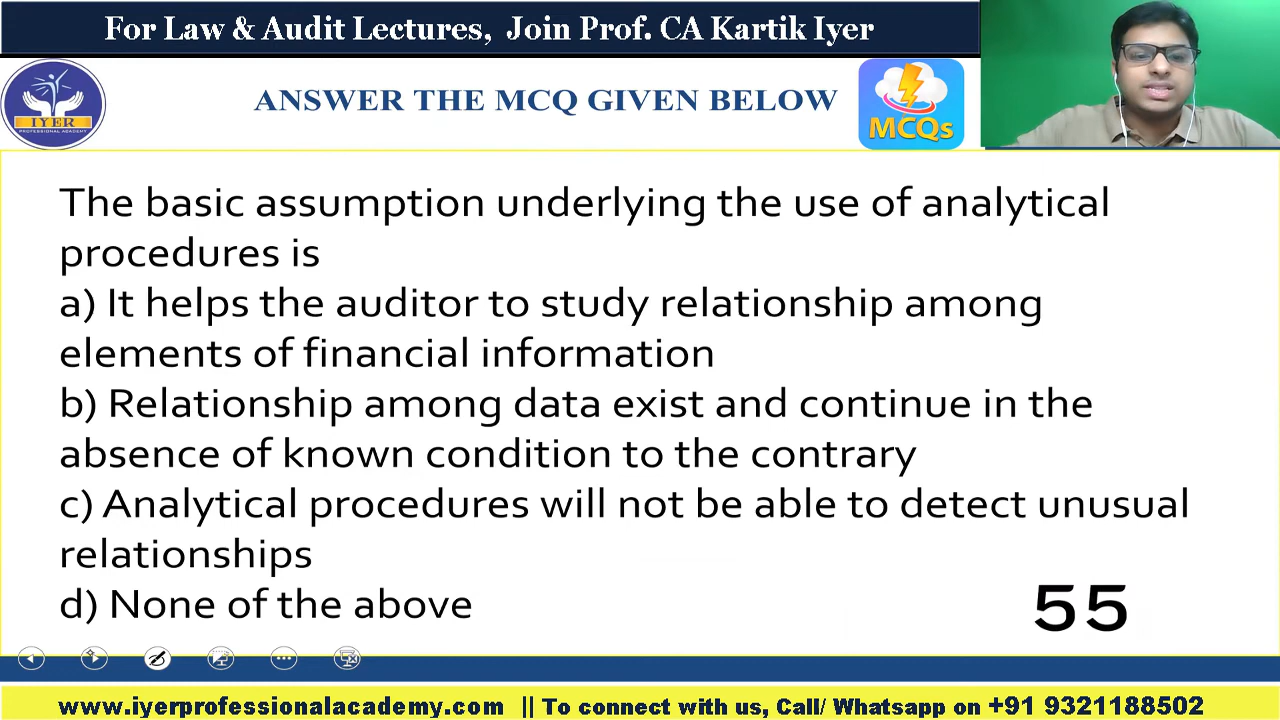 For Law & Audit Lectures, Join Prof. CA Kartik Iyer
IYER
PROFESSIONAL ACADEMY
ANSWER THE MCQ GIVEN BELOW
MCQs
The basic assumption underlying the use of analytical
procedures is
a) It helps the auditor to study relationship among
elements of financial information
b) Relationship among data exist and continue in the
absence of known condition to the contrary
c) Analytical procedures will not be able to detect unusual
relationships
d) None of the above
55
www.iyerprofessionalacademy.com || To connect with us, Call/ Whatsapp on +91 9321188502